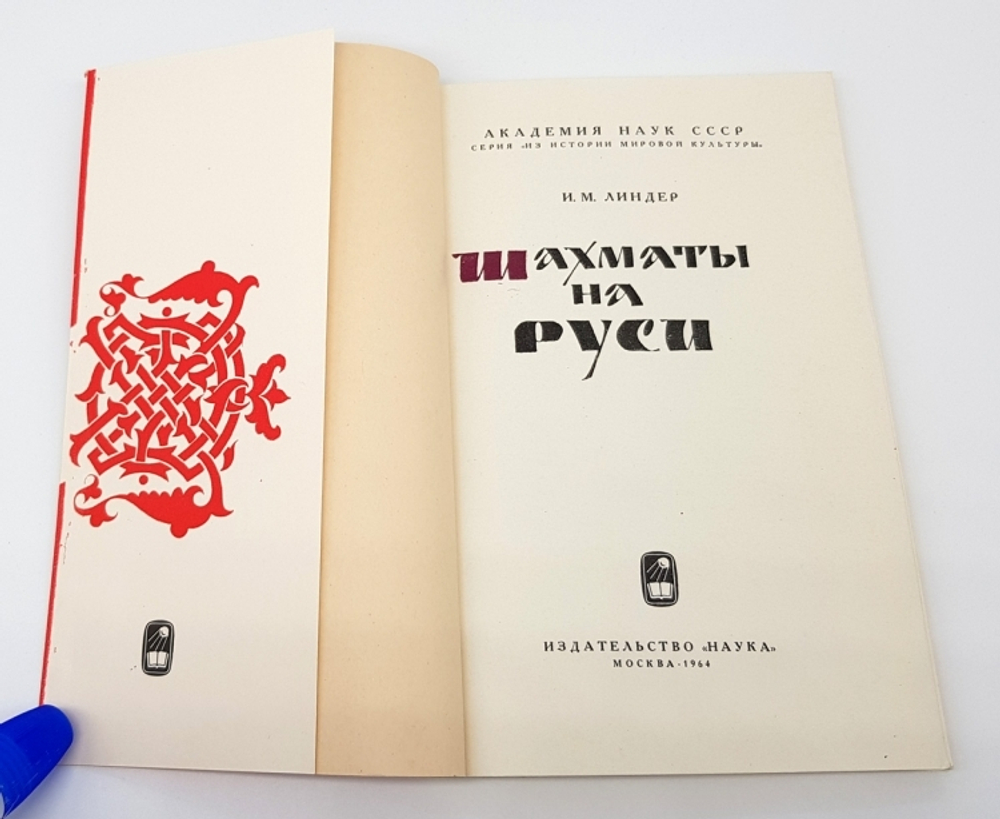 АКАДЕМИЯ НАУК СССР
СЕРИЯ «ИЗ ИСТОРИИ МИРОВОЙ КУЛЬТУРЫ»
И. М. ЛИНДЕР
ШАХМАТЫ
НА
РУСИ
ИЗДАТЕЛЬСТВО «НАУКА»
МОСКВА · 1964